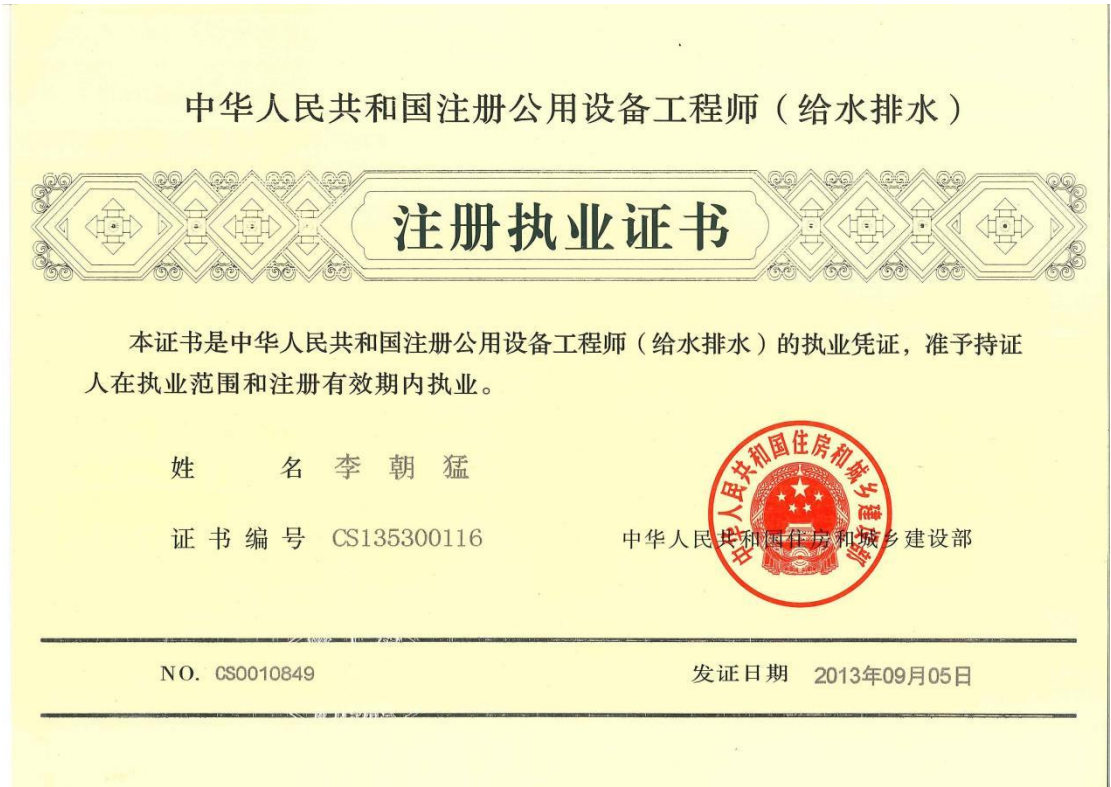 中华人民共和国注册公用设备工程师（给水排水）
注册执业证书
本证书是中华人民共和国注册公用设备工程师（给水排水）的执业凭证，准予持证
人在执业范围和注册有效期内执业。
姓 名 李朝猛
证书编号 CS135300116
中华人民共和国住房和城乡建设部
中华人民共和国住房和城乡建设部
NO. CS0010849
发证日期 2013年09月05日